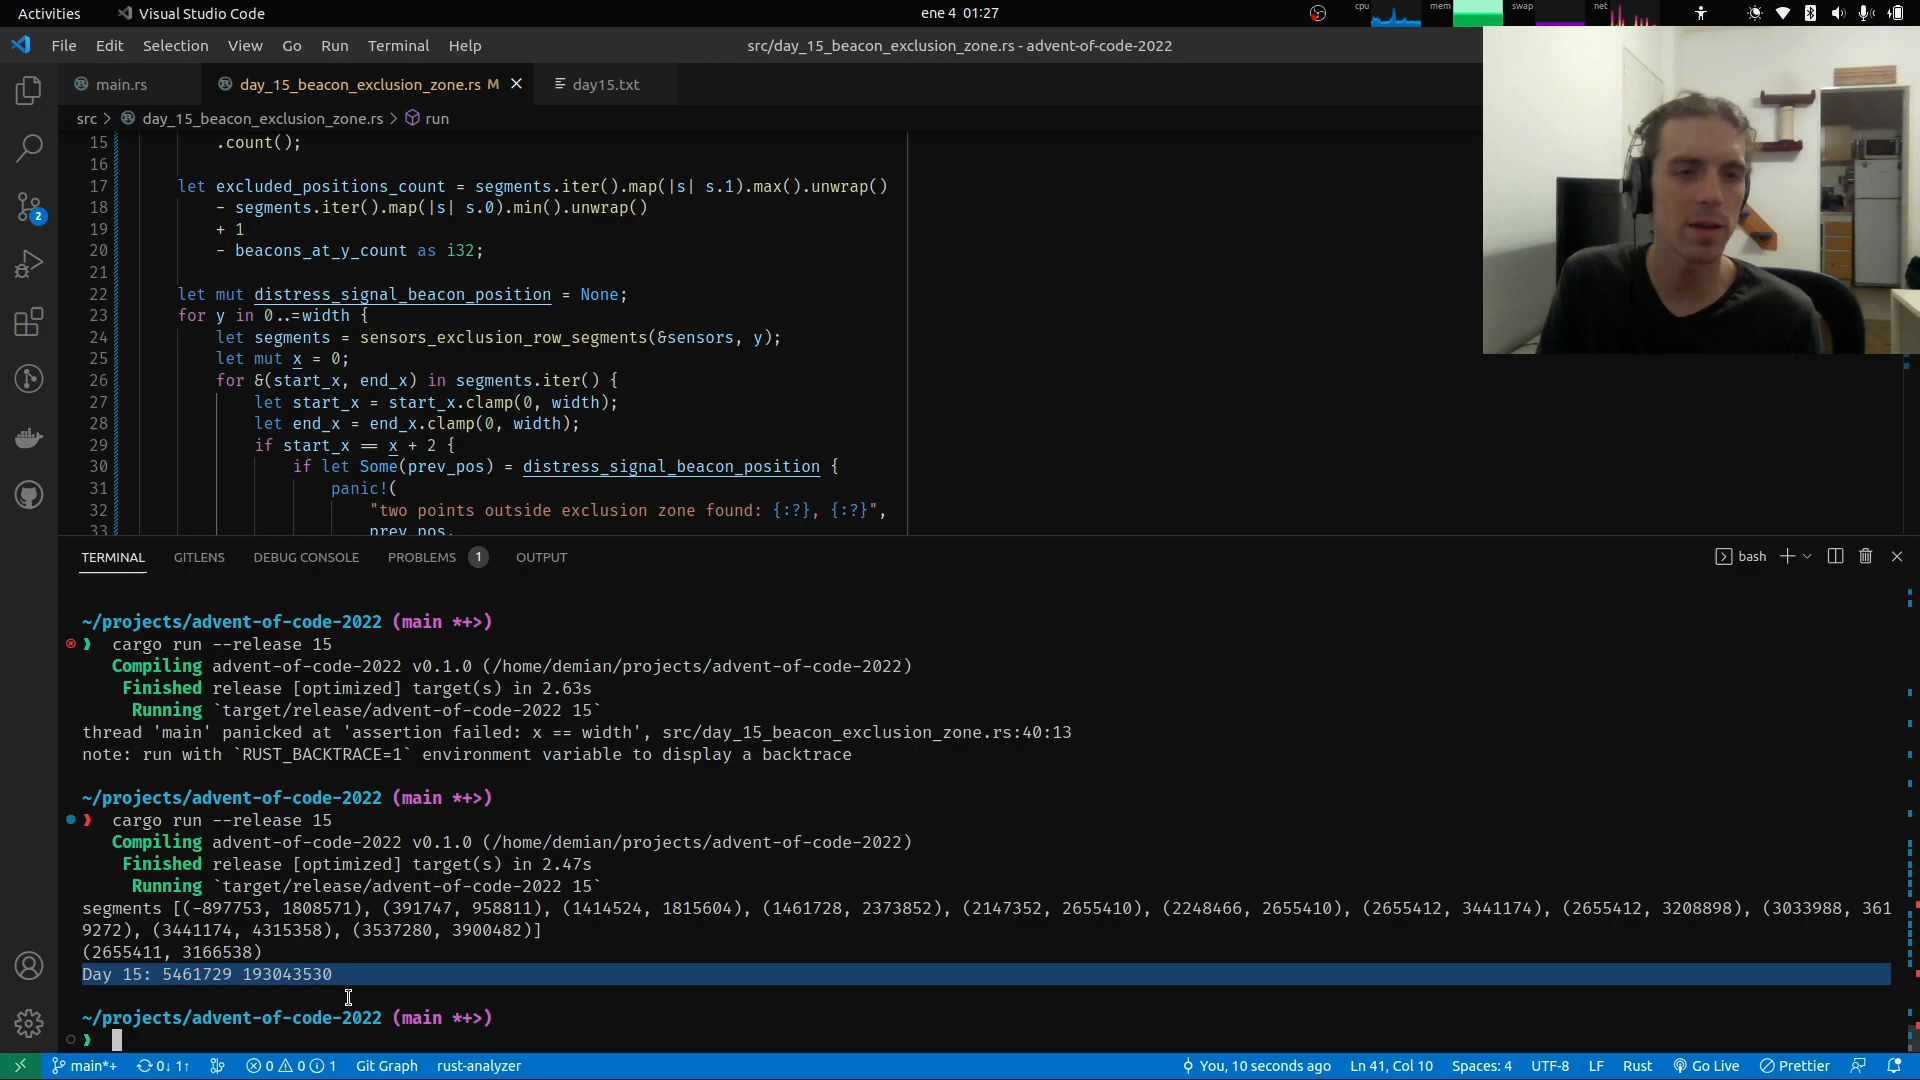 Activities Visual Studio Code ene 4 01:27 cpu mem swap net
File Edit Selection View Go Run Terminal Help src/day_15_beacon_exclusion_zone.rs - advent-of-code-2022
main.rs day_15_beacon_exclusion_zone.rs M day15.txt
src > day_15_beacon_exclusion_zone.rs > run
15 .count();
16
17 let excluded_positions_count = segments.iter().map(|s| s.1).max().unwrap()
18 - segments.iter().map(|s| s.0).min().unwrap()
19 + 1
20 - beacons_at_y_count as i32;
21
22 let mut distress_signal_beacon_position = None;
23 for y in 0..=width {
24 let segments = sensors_exclusion_row_segments(&sensors, y);
25 let mut x = 0;
26 for &(start_x, end_x) in segments.iter() {
27 let start_x = start_x.clamp(0, width);
28 let end_x = end_x.clamp(0, width);
29 if start_x == x + 2 {
30 if let Some(prev_pos) = distress_signal_beacon_position {
31 panic!(
32 "two points outside exclusion zone found: {:?}, {:?}",
33 prev_pos,
TERMINAL GITLENS DEBUG CONSOLE PROBLEMS 1 OUTPUT bash
~/projects/advent-of-code-2022 (main *+>)
❱ cargo run --release 15
Compiling advent-of-code-2022 v0.1.0 (/home/demian/projects/advent-of-code-2022)
Finished release [optimized] target(s) in 2.63s
Running `target/release/advent-of-code-2022 15`
thread 'main' panicked at 'assertion failed: x == width', src/day_15_beacon_exclusion_zone.rs:40:13
note: run with `RUST_BACKTRACE=1` environment variable to display a backtrace
~/projects/advent-of-code-2022 (main *+>)
❱ cargo run --release 15
Compiling advent-of-code-2022 v0.1.0 (/home/demian/projects/advent-of-code-2022)
Finished release [optimized] target(s) in 2.47s
Running `target/release/advent-of-code-2022 15`
segments [(-897753, 1808571), (391747, 958811), (1414524, 1815604), (1461728, 2373852), (2147352, 2655410), (2248466, 2655410), (2655412, 3441174), (2655412, 3208898), (3033988, 361
9272), (3441174, 4315358), (3537280, 3900482)]
(2655411, 3166538)
Day 15: 5461729 193043530
~/projects/advent-of-code-2022 (main *+>)
❱
2
main*+ 0↓ 1↑ 0 0 1 Git Graph rust-analyzer You, 10 seconds ago Ln 41, Col 10 Spaces: 4 UTF-8 LF Rust Go Live Prettier